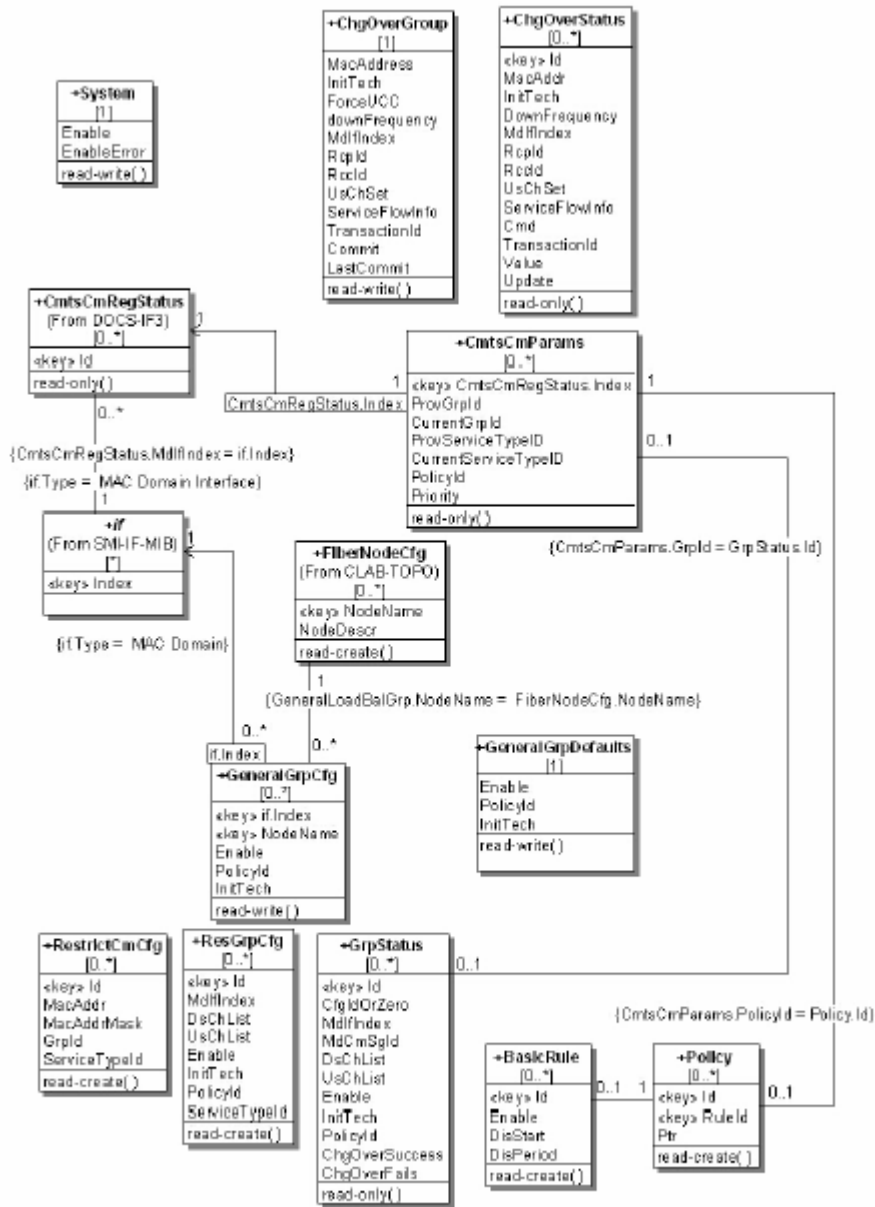 +ChgOverGroup
[1]
MacAddress
InitTech
ForceUCC
downFrequency
MdIfIndex
RcpId
RccId
UsChSet
ServiceFlowInfo
TransactionId
Commit
LastCommit
read-write()
+ChgOverStatus
[0..*]
«key» Id
MacAddr
InitTech
DownFrequency
MdIfIndex
RcpId
RccId
UsChSet
ServiceFlowInfo
Cmd
TransactionId
Value
Update
read-only()
+System
[1]
Enable
EnableError
read-write()
+CmtsCmRegStatus
(From DOCS-IF3)
[0..*]
«key» Id
read-only()
1
1
CmtsCmRegStatus.Index
+CmtsCmParams
[0..*]
«key» CmtsCmRegStatus.Index
ProvGrpId
CurrentGrpId
ProvServiceTypeID
CurrentServiceTypeID
PolicyId
Priority
read-only()
1
0..1
0..*
{CmtsCmRegStatus.MdIfIndex = if.Index}
{if.Type = MAC Domain Interface)
1
+if
(From SMI-IF-MIB)
[*]
«key» Index
1
{CmtsCmParams.GrpId = GrpStatus.Id}
+FiberNodeCfg
(From CLAB-TOPO)
[0..*]
«key» NodeName
NodeDescr
read-create()
{if.Type = MAC Domain}
1
{GeneralLoadBalGrp.NodeName = FiberNodeCfg.NodeName}
0..*
0..*
if.Index
+GeneralGrpCfg
[0..*]
«key» if.Index
«key» NodeName
Enable
PolicyId
InitTech
read-write()
+GeneralGrpDefaults
[1]
Enable
PolicyId
InitTech
read-write()
+RestrictCmCfg
[0..*]
«key» Id
MacAddr
MacAddrMask
GrpId
ServiceTypeId
read-create()
+ResGrpCfg
[0..*]
«key» Id
MdIfIndex
DsChList
UsChList
Enable
InitTech
PolicyId
ServiceTypeId
read-create()
+GrpStatus
[0..*]
«key» Id
CfgIdOrZero
MdIfIndex
MdCmSgId
DsChList
UsChList
Enable
InitTech
PolicyId
ChgOverSuccess
ChgOverFails
read-only()
0..1
{CmtsCmParams.PolicyId = Policy.Id)
+BasicRule
[0..*]
«key» Id
Enable
DisStart
DisPeriod
read-create()
0..1
1
+Policy
[0..*]
«key» Id
«key» RuleId
Ptr
read-create()
0..1